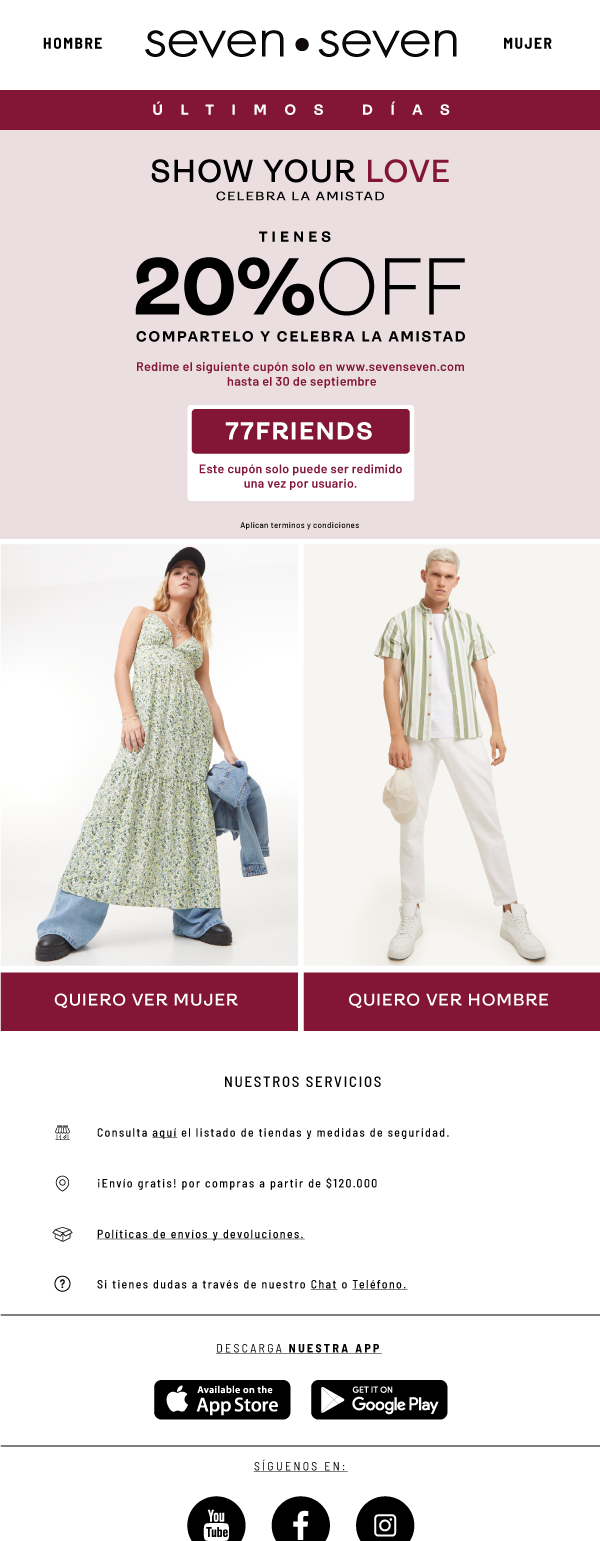 HOMBRE
seven•seven
MUJER
ÚLTIMOS DÍAS
SHOW YOUR LOVE
CELEBRA LA AMISTAD
TIENES
20%OFF
COMPARTELO Y CELEBRA LA AMISTAD
Redime el siguiente cupón solo en www.sevenseven.com
hasta el 30 de septiembre
77FRIENDS
Este cupón solo puede ser redimido
una vez por usuario.
Aplican terminos y condiciones
QUIERO VER MUJER
QUIERO VER HOMBRE
NUESTROS SERVICIOS
Consulta aquí el listado de tiendas y medidas de seguridad.
¡Envío gratis! por compras a partir de $120.000
Políticas de envíos y devoluciones.
Si tienes dudas a través de nuestro Chat o Teléfono.
DESCARGA NUESTRA APP
Available on the
App Store
GET IT ON
Google Play
SÍGUENOS EN:
You
Tube